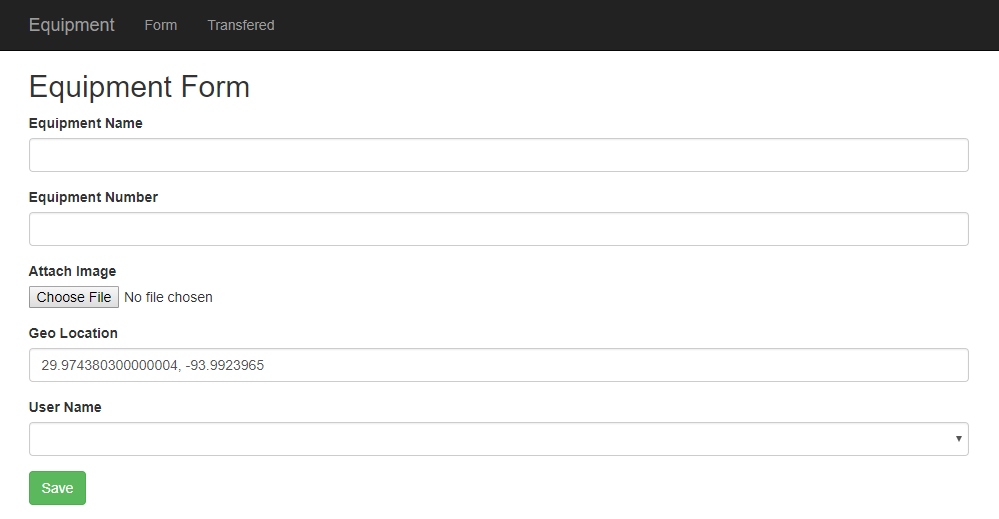 Equipment Form Transfered
Equipment Form
Equipment Name
Equipment Number
Attach Image
Choose File No file chosen
Geo Location
29.974380300000004, -93.9923965
User Name
Save